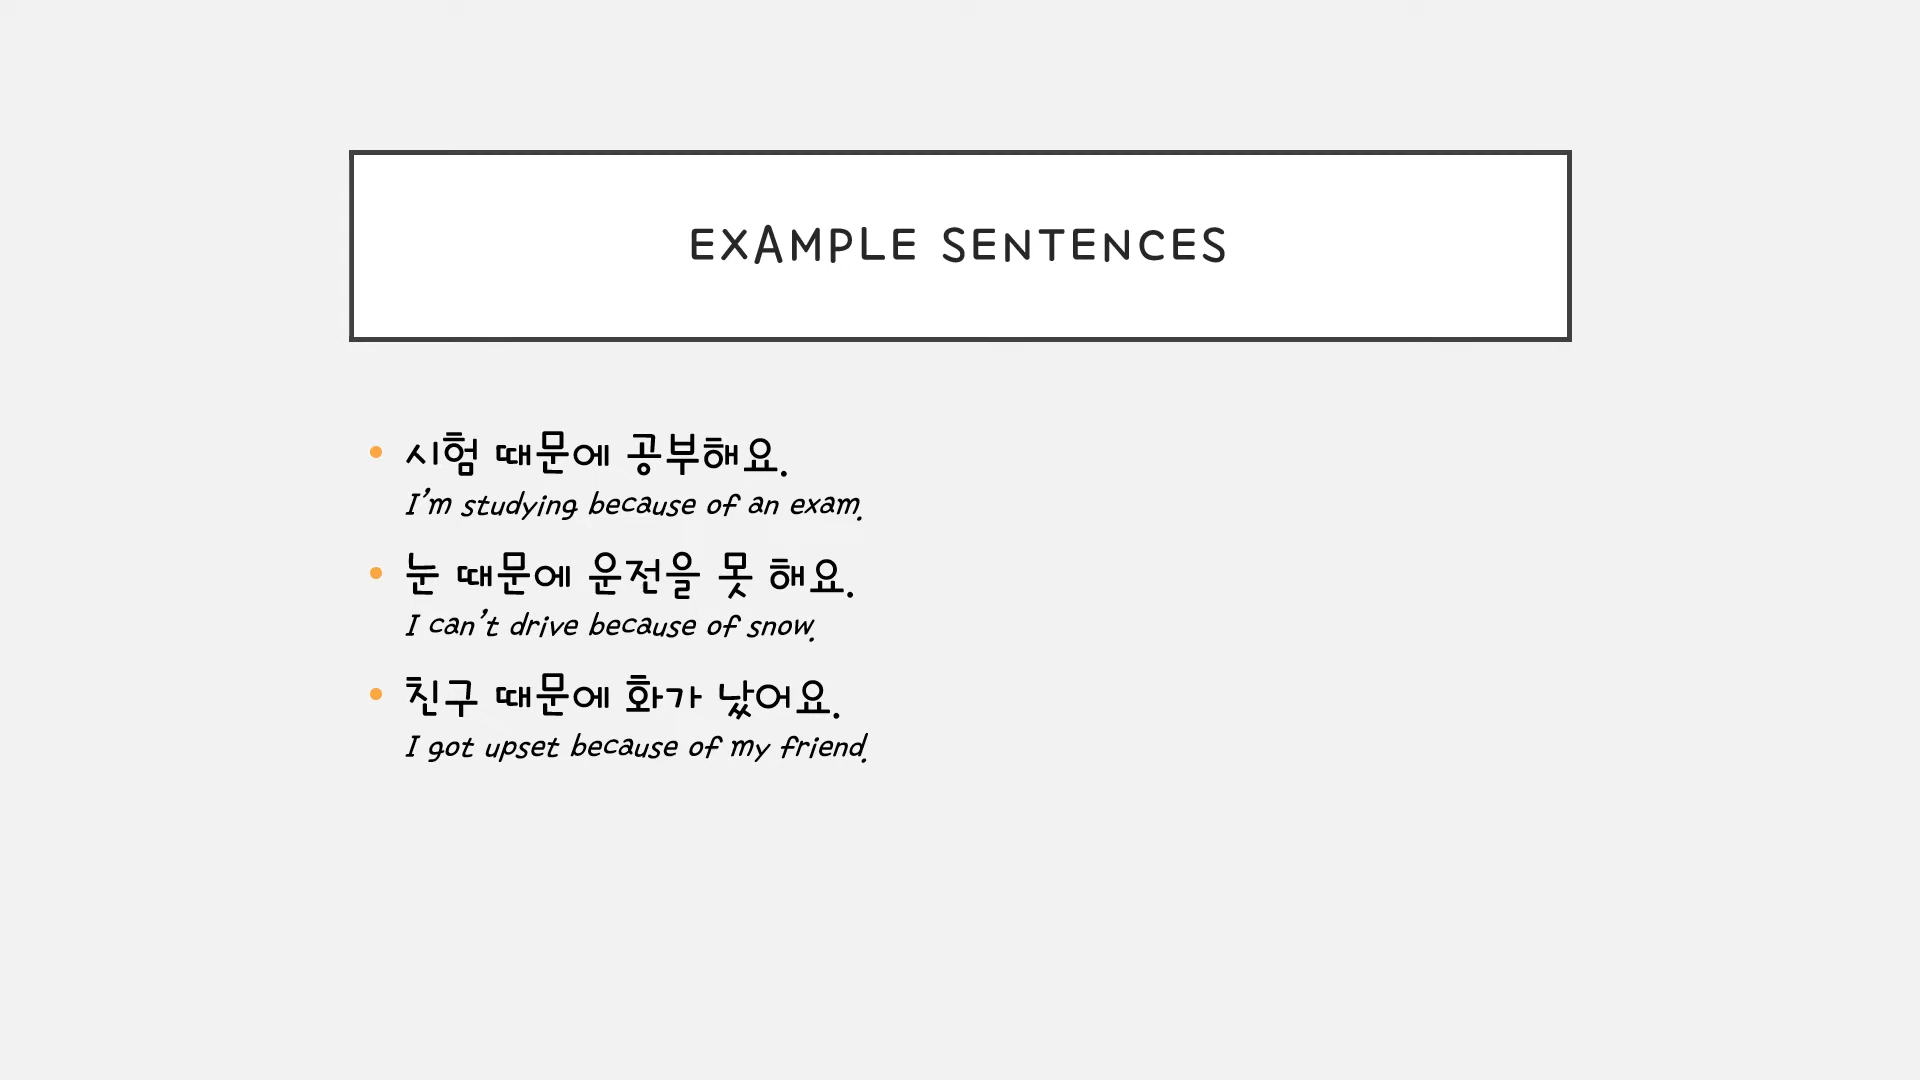 EXAMPLE SENTENCES
시험 때문에 공부해요.
I'm studying because of an exam.
눈 때문에 운전을 못 해요.
I can't drive because of snow.
친구 때문에 화가 났어요.
I got upset because of my friend.